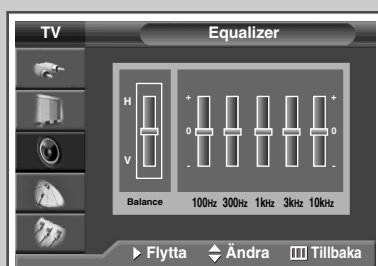 TV Equalizer
H + +
0 0
V - -
Balance 100Hz 300Hz 1kHz 3kHz 10kHz
Flytta Ändra Tillbaka